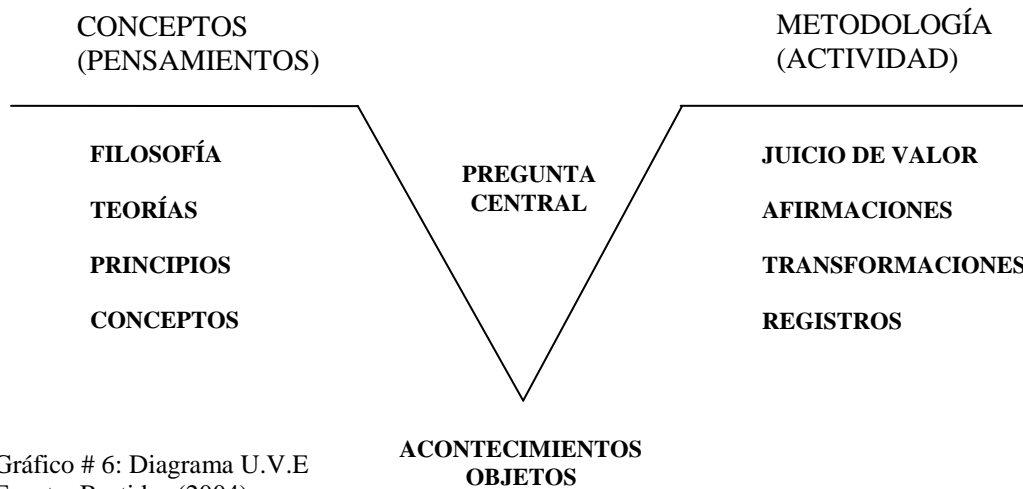 CONCEPTOS
(PENSAMIENTOS)
METODOLOGÍA
(ACTIVIDAD)
FILOSOFÍA
TEORÍAS
PRINCIPIOS
CONCEPTOS
PREGUNTA
CENTRAL
JUICIO DE VALOR
AFIRMACIONES
TRANSFORMACIONES
REGISTROS
ACONTECIMIENTOS
OBJETOS
Gráfico # 6: Diagrama U.V.E
(2004)